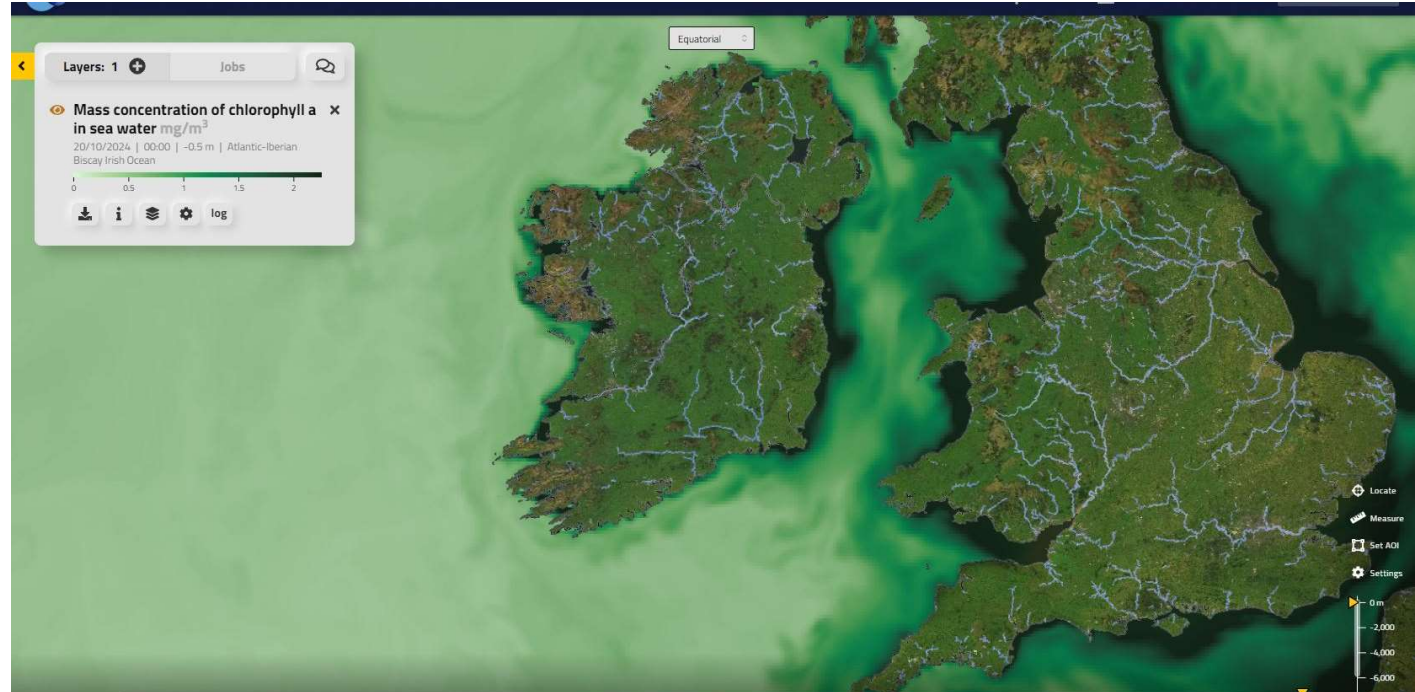 Equatorial
Layers: 1
Jobs
Mass concentration of chlorophyll a
in sea water mg/m³
20/10/2024 | 00:00 | -0.5 m | Atlantic-Iberian
Biscay Irish Ocean
0 0.5 1 1.5 2
log
Locate
Measure
Set AOI
Settings
0 m
-2,000
-4,000
-6,000